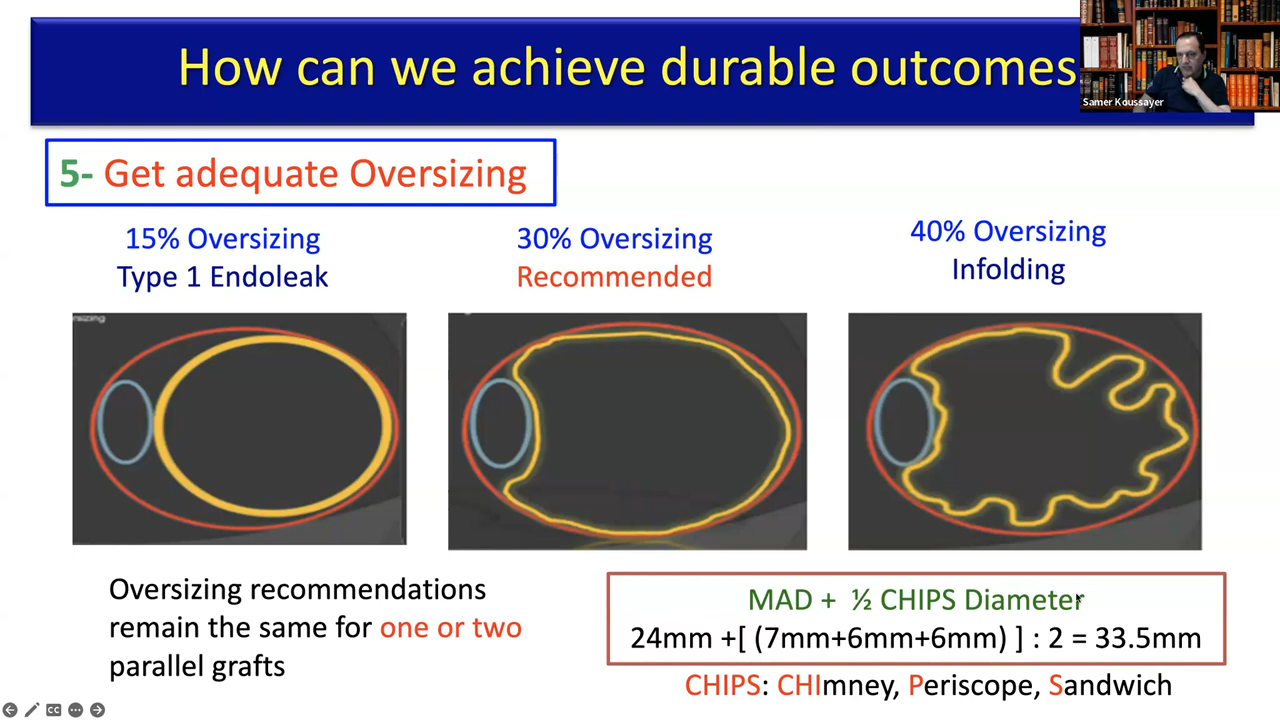 How can we achieve durable outcomes
Samer Koussayer
5- Get adequate Oversizing
15% Oversizing
Type 1 Endoleak
30% Oversizing
Recommended
40% Oversizing
Infolding
Oversizing recommendations
remain the same for one or two
parallel grafts
MAD + ½ CHIPS Diameter
24mm +[ (7mm+6mm+6mm) ] : 2 = 33.5mm
CHIPS: CHImney, Periscope, Sandwich
CC